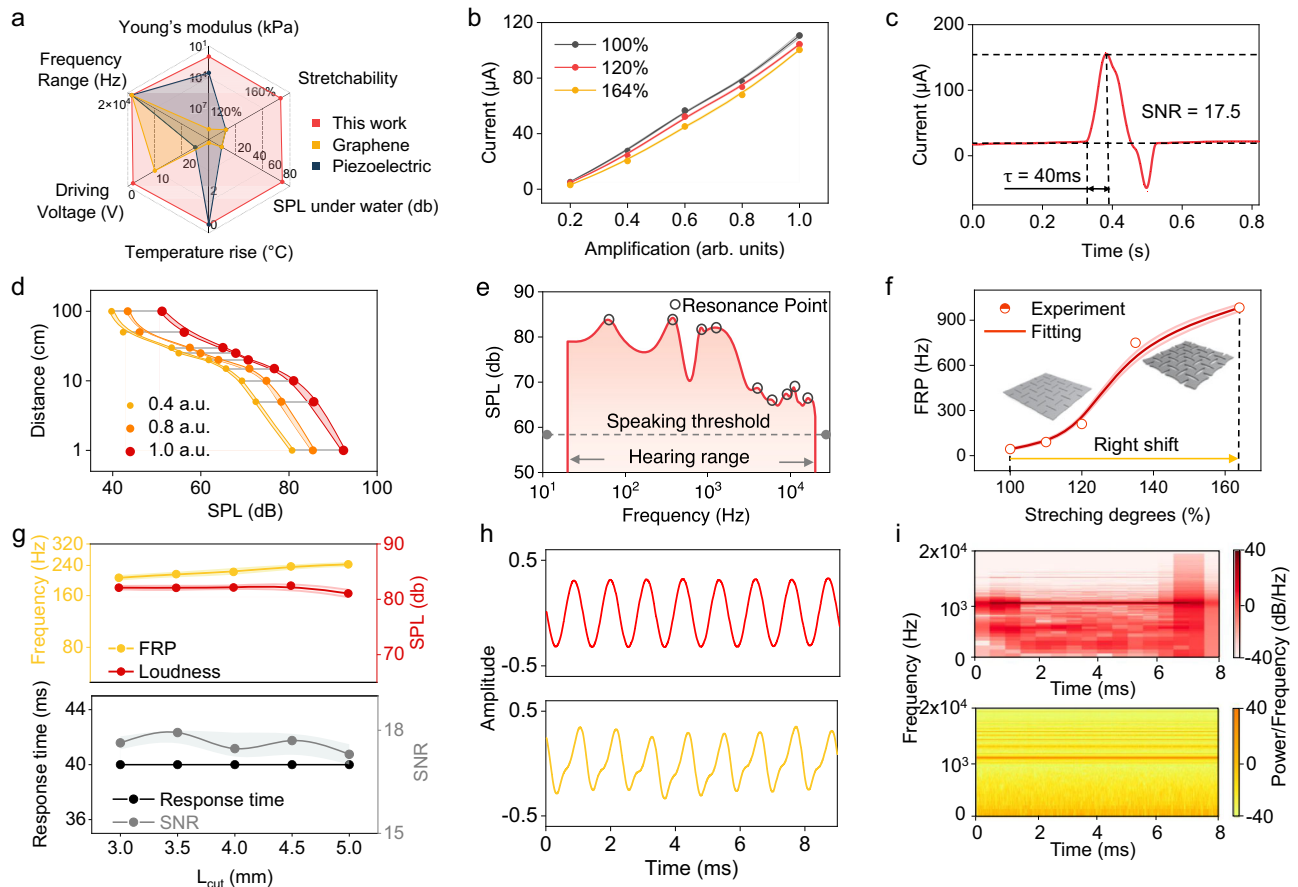 a
Young's modulus (kPa)
10¹
Frequency Range (Hz)
2×10⁴
10⁴
10⁷
160%
120%
Stretchability
20
40
60
80
20
10
0
2
0
This work
Graphene
Piezoelectric
Driving Voltage (V)
SPL under water (db)
Temperature rise (°C)
b
Current (µA)
120
80
40
0
100%
120%
164%
0.2 0.4 0.6 0.8 1.0
Amplification (arb. units)
c
Current (µA)
200
100
0
SNR = 17.5
τ = 40ms
0.0 0.2 0.4 0.6 0.8
Time (s)
d
Distance (cm)
100
10
1
0.4 a.u.
0.8 a.u.
1.0 a.u.
40 60 80 100
SPL (dB)
e
SPL (db)
90
80
70
60
50
Resonance Point
Speaking threshold
Hearing range
10¹ 10² 10³ 10⁴
Frequency (Hz)
f
FRP (Hz)
900
600
300
0
Experiment
Fitting
Right shift
100 120 140 160
Streching degrees (%)
g
Frequency (Hz)
320
240
160
80
FRP
Loudness
90
80
70
SPL (db)
Response time (ms)
44
40
36
Response time
SNR
18
15
SNR
3.0 3.5 4.0 4.5 5.0
L_cut (mm)
h
Amplitude
0.5
-0.5
0.5
-0.5
0 2 4 6 8
Time (ms)
i
Frequency (Hz)
2x10⁴
10³
0
0 1 2 3 4 5 6 7 8
Time (ms)
40
0
-40
2x10⁴
10³
0
0 2 4 6 8
Time (ms)
40
0
-40
Power/Frequency (dB/Hz)